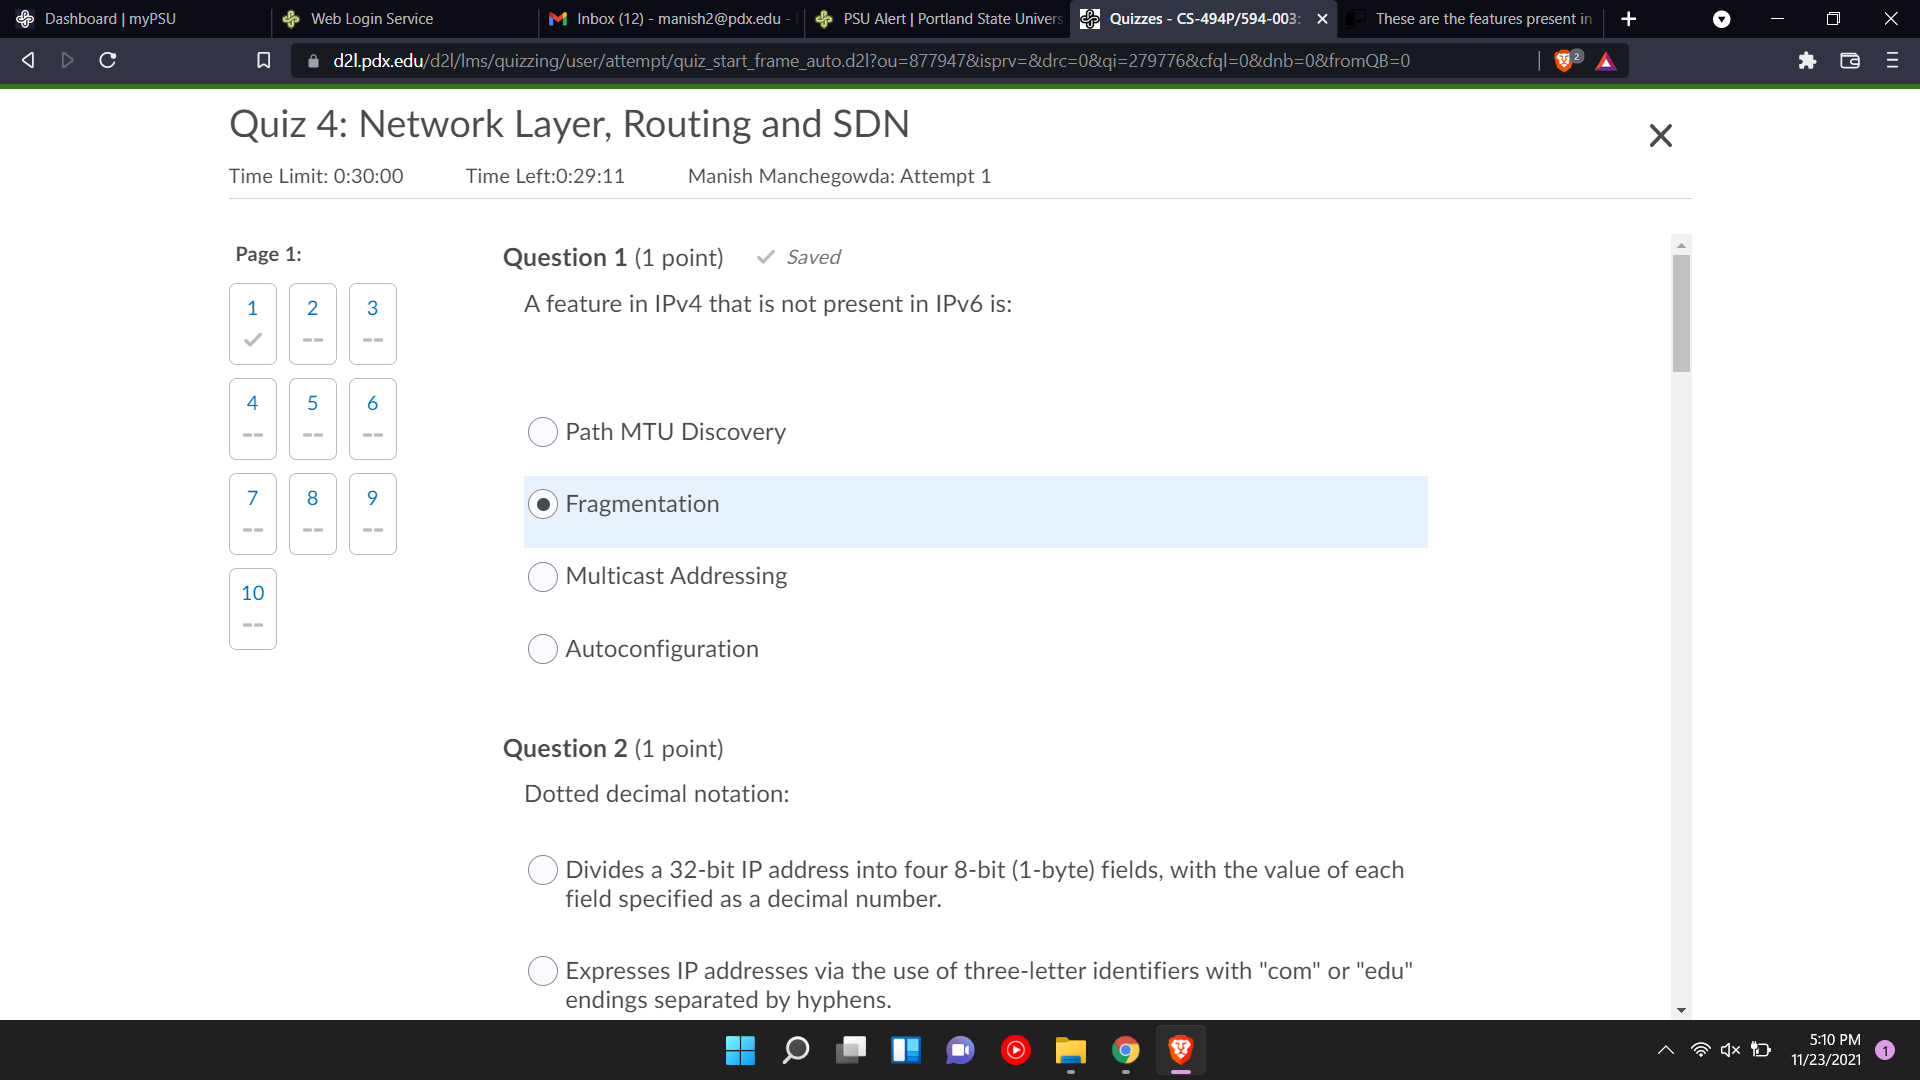 Dashboard | myPSU
Web Login Service
Inbox (12) - manish2@pdx.edu -
PSU Alert | Portland State Univers
Quizzes - CS-494P/594-003:
These are the features present in
d2l.pdx.edu/d2l/lms/quizzing/user/attempt/quiz_start_frame_auto.d2l?ou=877947&isprv=&drc=0&qi=279776&cfql=0&dnb=0&fromQB=0
2
Quiz 4: Network Layer, Routing and SDN
Time Limit: 0:30:00 Time Left:0:29:11 Manish Manchegowda: Attempt 1
Page 1:
1 2 3
-- --
4 5 6
-- -- --
7 8 9
-- -- --
10
--
Question 1 (1 point) Saved
A feature in IPv4 that is not present in IPv6 is:
Path MTU Discovery
Fragmentation
Multicast Addressing
Autoconfiguration
Question 2 (1 point)
Dotted decimal notation:
Divides a 32-bit IP address into four 8-bit (1-byte) fields, with the value of each
field specified as a decimal number.
Expresses IP addresses via the use of three-letter identifiers with "com" or "edu"
endings separated by hyphens.
5:10 PM
11/23/2021
1